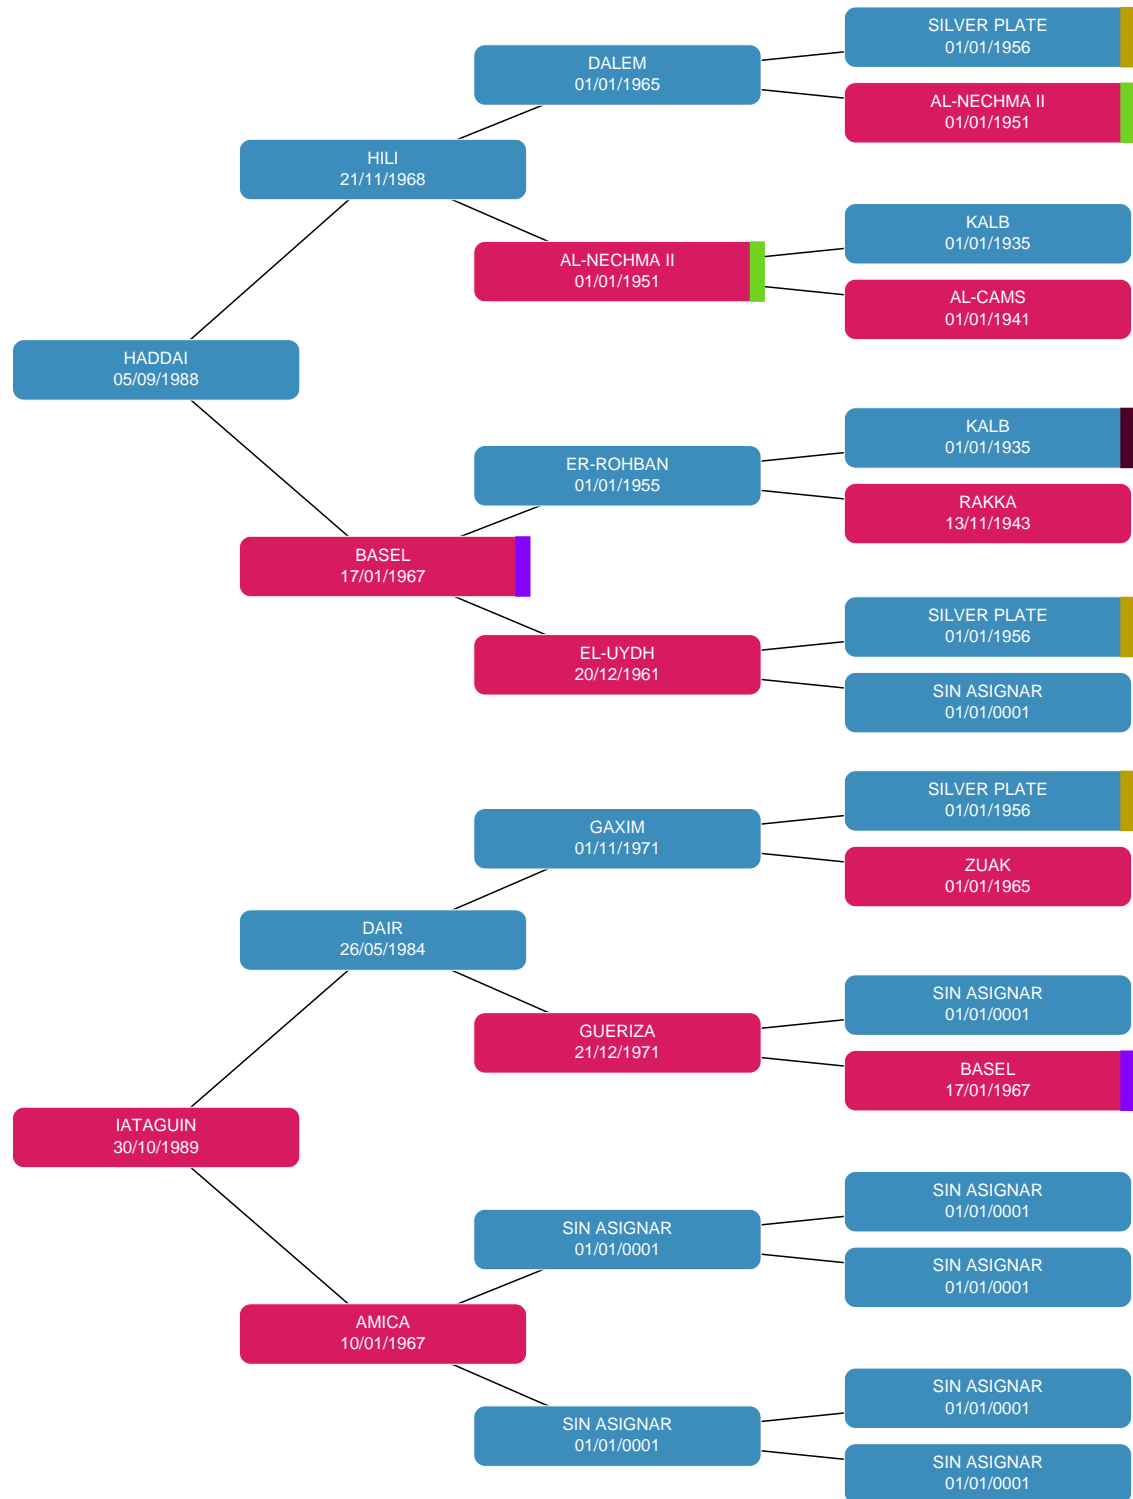 SILVER PLATE
01/01/1956
DALEM
01/01/1965
AL-NECHMA II
01/01/1951
HILI
21/11/1968
KALB
01/01/1935
AL-NECHMA II
01/01/1951
AL-CAMS
01/01/1941
HADDAI
05/09/1988
KALB
01/01/1935
ER-ROHBAN
01/01/1955
RAKKA
13/11/1943
BASEL
17/01/1967
SILVER PLATE
01/01/1956
EL-UYDH
20/12/1961
SIN ASIGNAR
01/01/0001
SILVER PLATE
01/01/1956
GAXIM
01/11/1971
ZUAK
01/01/1965
DAIR
26/05/1984
SIN ASIGNAR
01/01/0001
GUERIZA
21/12/1971
BASEL
17/01/1967
IATAGUIN
30/10/1989
SIN ASIGNAR
01/01/0001
SIN ASIGNAR
01/01/0001
SIN ASIGNAR
01/01/0001
AMICA
10/01/1967
SIN ASIGNAR
01/01/0001
SIN ASIGNAR
01/01/0001
SIN ASIGNAR
01/01/0001